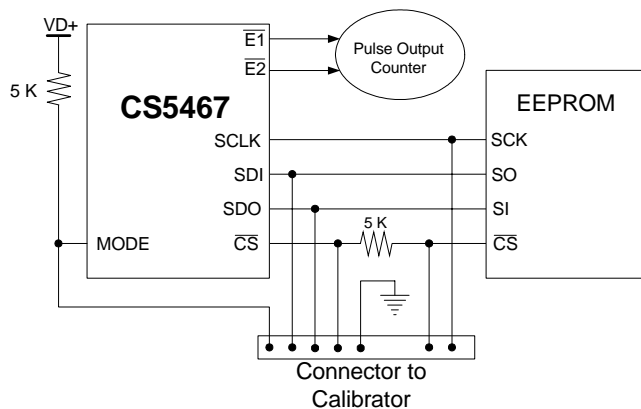 VD+
5 K
CS5467
E1
E2
SCLK
SDI
SDO
CS
MODE
Pulse Output
Counter
5 K
EEPROM
SCK
SO
SI
CS
Connector to
Calibrator